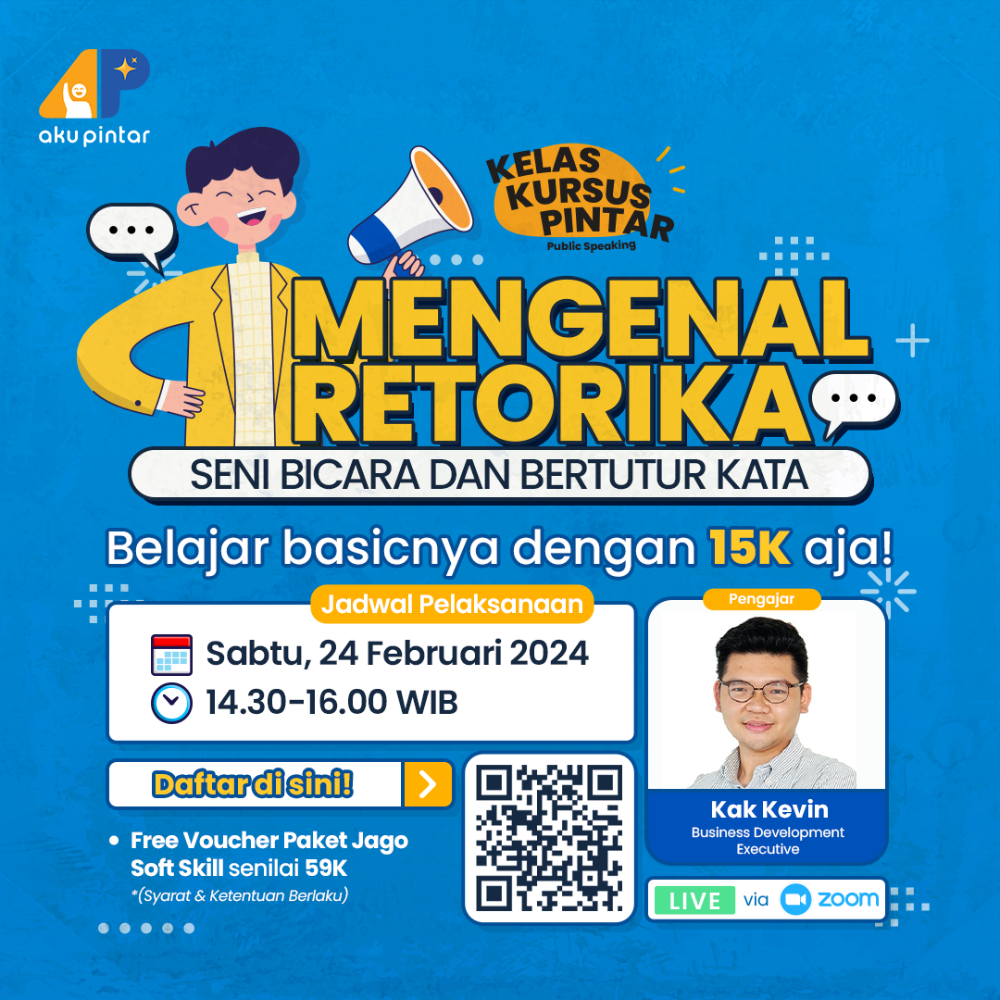 aku pintar
KELAS
KURSUS
PINTAR
Public Speaking
MENGENAL
RETORIKA
SENI BICARA DAN BERTUTUR KATA
Belajar basicnya dengan 15K aja!
Jadwal Pelaksanaan
Sabtu, 24 Februari 2024
14.30-16.00 WIB
Pengajar
Kak Kevin
Business Development
Executive
Daftar di sini!
Free Voucher Paket Jago
Soft Skill senilai 59K
*(Syarat & Ketentuan Berlaku)
LIVE via zoom